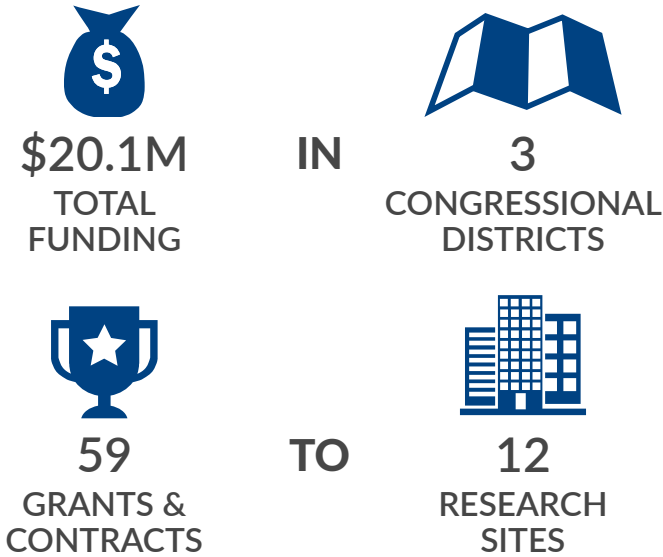 $
$20.1M IN 3
TOTAL FUNDING
CONGRESSIONAL DISTRICTS
59 TO 12
GRANTS & CONTRACTS
RESEARCH SITES